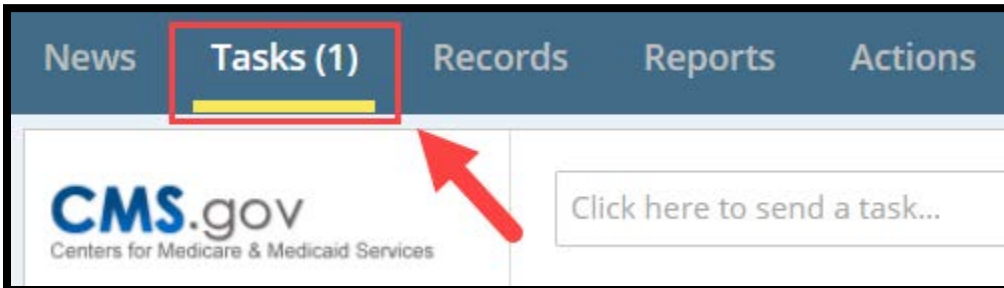 News Tasks (1) Records Reports Actions
CMS.gov
Centers for Medicare & Medicaid Services
Click here to send a task...